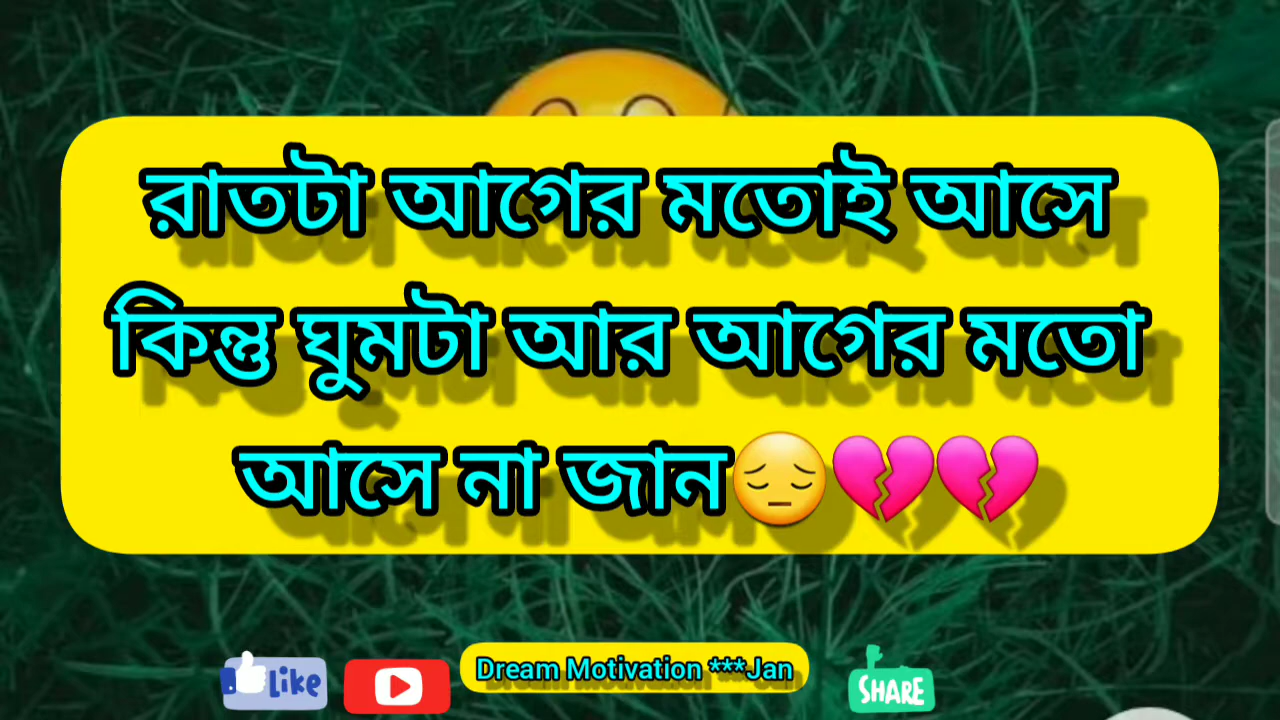 রাতটা আগের মতোই আসে
কিন্তু ঘুমটা আর আগের মতো
আসে না জান😔💔💔
Like
Dream Motivation ***Jan
SHARE